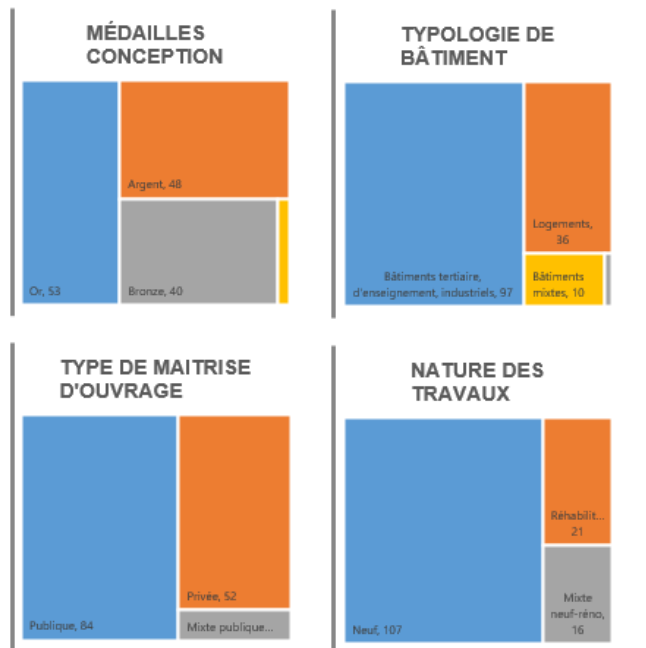 MÉDAILLES
CONCEPTION
Argent, 48
Or, 53
Bronze, 40
TYPOLOGIE DE
BÂTIMENT
Logements,
36
Bâtiments tertiaire,
d'enseignement, industriels, 97
Bâtiments
mixtes, 10
TYPE DE MAITRISE
D'OUVRAGE
Privée, 52
Publique, 84
Mixte publique...
NATURE DES
TRAVAUX
Réhabilit...
21
Mixte
neuf-réno,
16
Neuf, 107